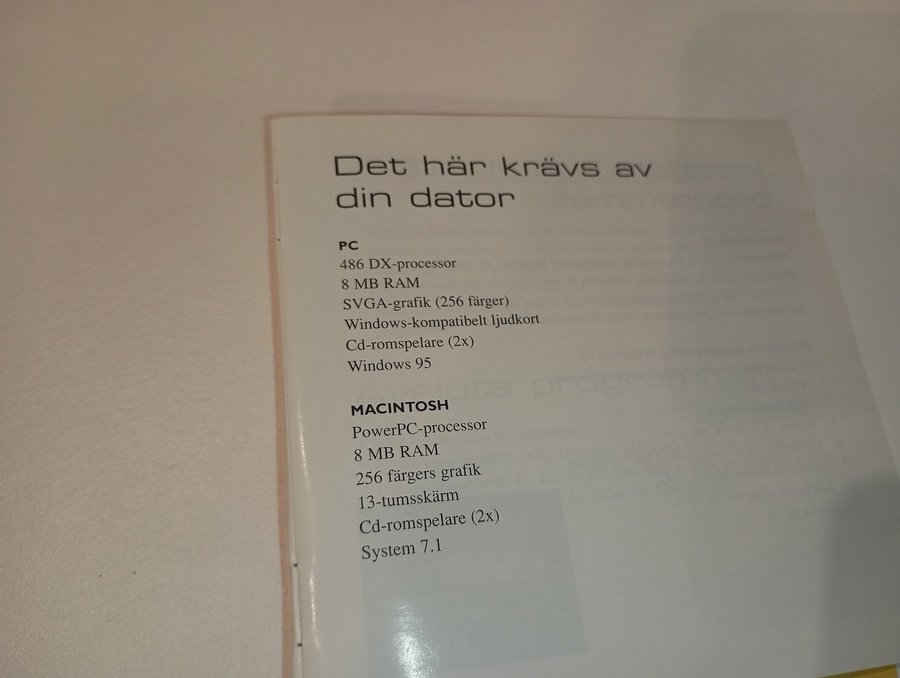 Det här krävs av
din dator
PC
486 DX-processor
8 MB RAM
SVGA-grafik (256 färger)
Windows-kompatibelt ljudkort
Cd-romspelare (2x)
Windows 95
MACINTOSH
PowerPC-processor
8 MB RAM
256 färgers grafik
13-tumsskärm
Cd-romspelare (2x)
System 7.1